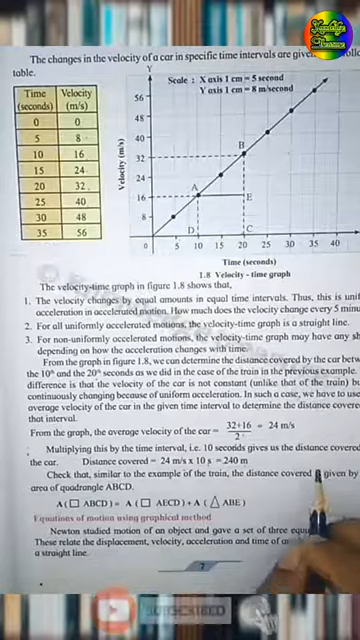 The changes in the velocity of a car in specific time intervals are given
table.
Time (seconds) Velocity (m/s)
0 0
5 8
10 16
15 24
20 32
25 40
30 48
35 56
Y
Scale : X axis 1 cm = 5 second
Y axis 1 cm = 8 m/second
Velocity (m/s)
56
48
40
32
24
16
8
0
5 10 15 20 25 30 35 40
A
B
E
D
C
Time (seconds)
1.8 Velocity - time graph
The velocity-time graph in figure 1.8 shows that,
1. The velocity changes by equal amounts in equal time intervals. Thus, this is
acceleration in accelerated motion. How much does the velocity change every 5
2. For all uniformly accelerated motions, the velocity-time graph is a straight line.
3. For non-uniformly accelerated motions, the velocity-time graph may have any
depending on how the acceleration changes with time.
From the graph in figure 1.8, we can determine the distance covered by the car
the 10th and the 20th seconds as we did in the case of the train in the previous example.
difference is that the velocity of the car is not constant (unlike that of the train)
continuously changing because of uniform acceleration. In such a case, we have to use
average velocity of the car in the given time interval to determine the distance
that interval.
From the graph, the average velocity of the car = 32+16 / 2 = 24 m/s
Multiplying this by the time interval, i.e. 10 seconds gives us the distance covered
the car. Distance covered = 24 m/s x 10 s = 240 m
Check that, similar to the example of the train, the distance covered given by
area of quadrangle ABCD.
A ( □ ABCD ) = A ( □ AECD ) + A ( △ ABE )
Equations of motion using graphical method
Newton studied motion of an object and gave a set of three
These relate the displacement, velocity, acceleration and time of
a straight line.
7
SUBSCRIBED